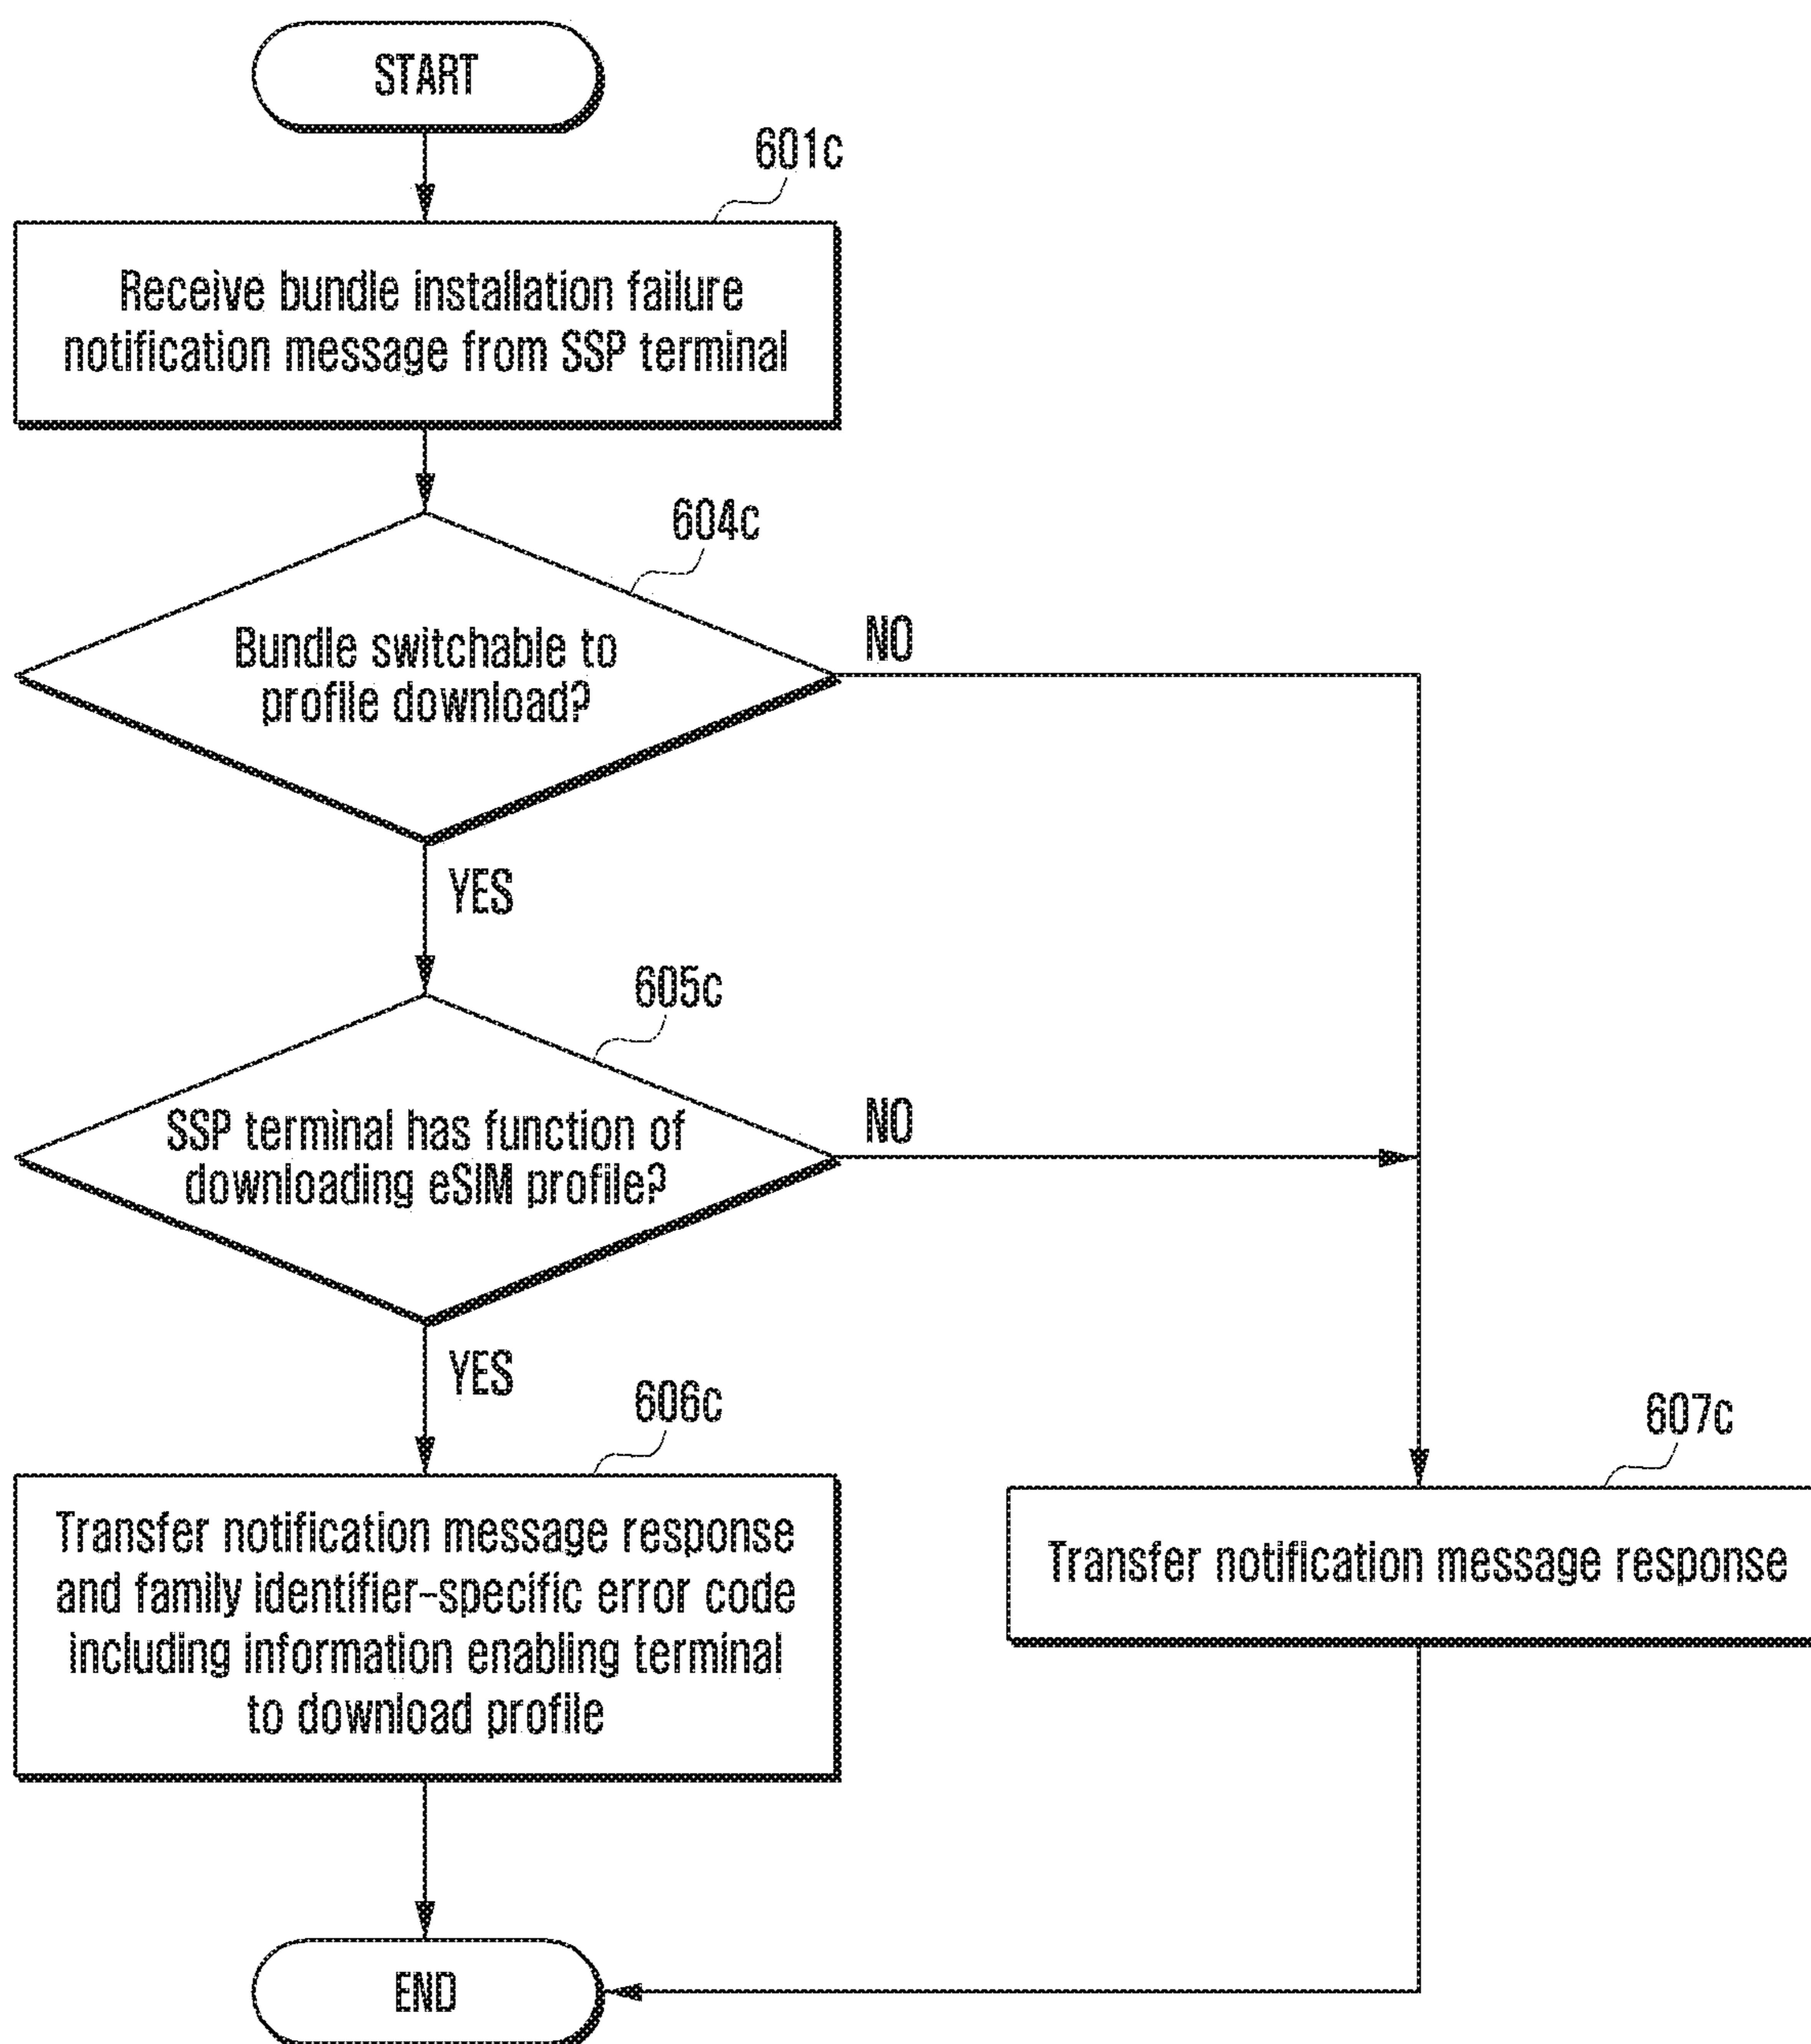 START
601c
Receive bundle installation failure
notification message from SSP terminal
604c
Bundle switchable to
profile download?
NO
YES
605c
SSP terminal has function of
downloading eSIM profile?
NO
YES
606c
Transfer notification message response
and family identifier-specific error code
including information enabling terminal
to download profile
607c
Transfer notification message response
END